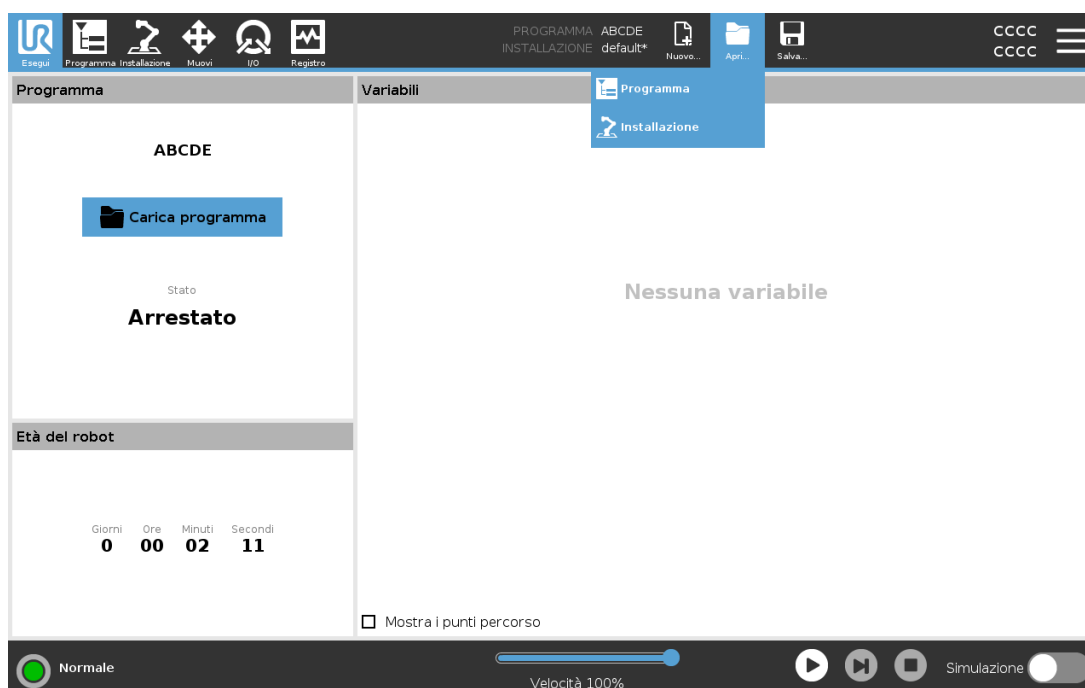 UR
Esegui
Programma
Installazione
Muovi
I/O
Registro
PROGRAMMA ABCDE
INSTALLAZIONE default*
Nuovo...
Apri...
Salva...
CCCC
CCCC
Programma
Installazione
Programma
Variabili
ABCDE
Carica programma
Stato
Arrestato
Nessuna variabile
Età del robot
Giorni Ore Minuti Secondi
0 00 02 11
Mostra i punti percorso
Normale
Velocità 100%
Simulazione